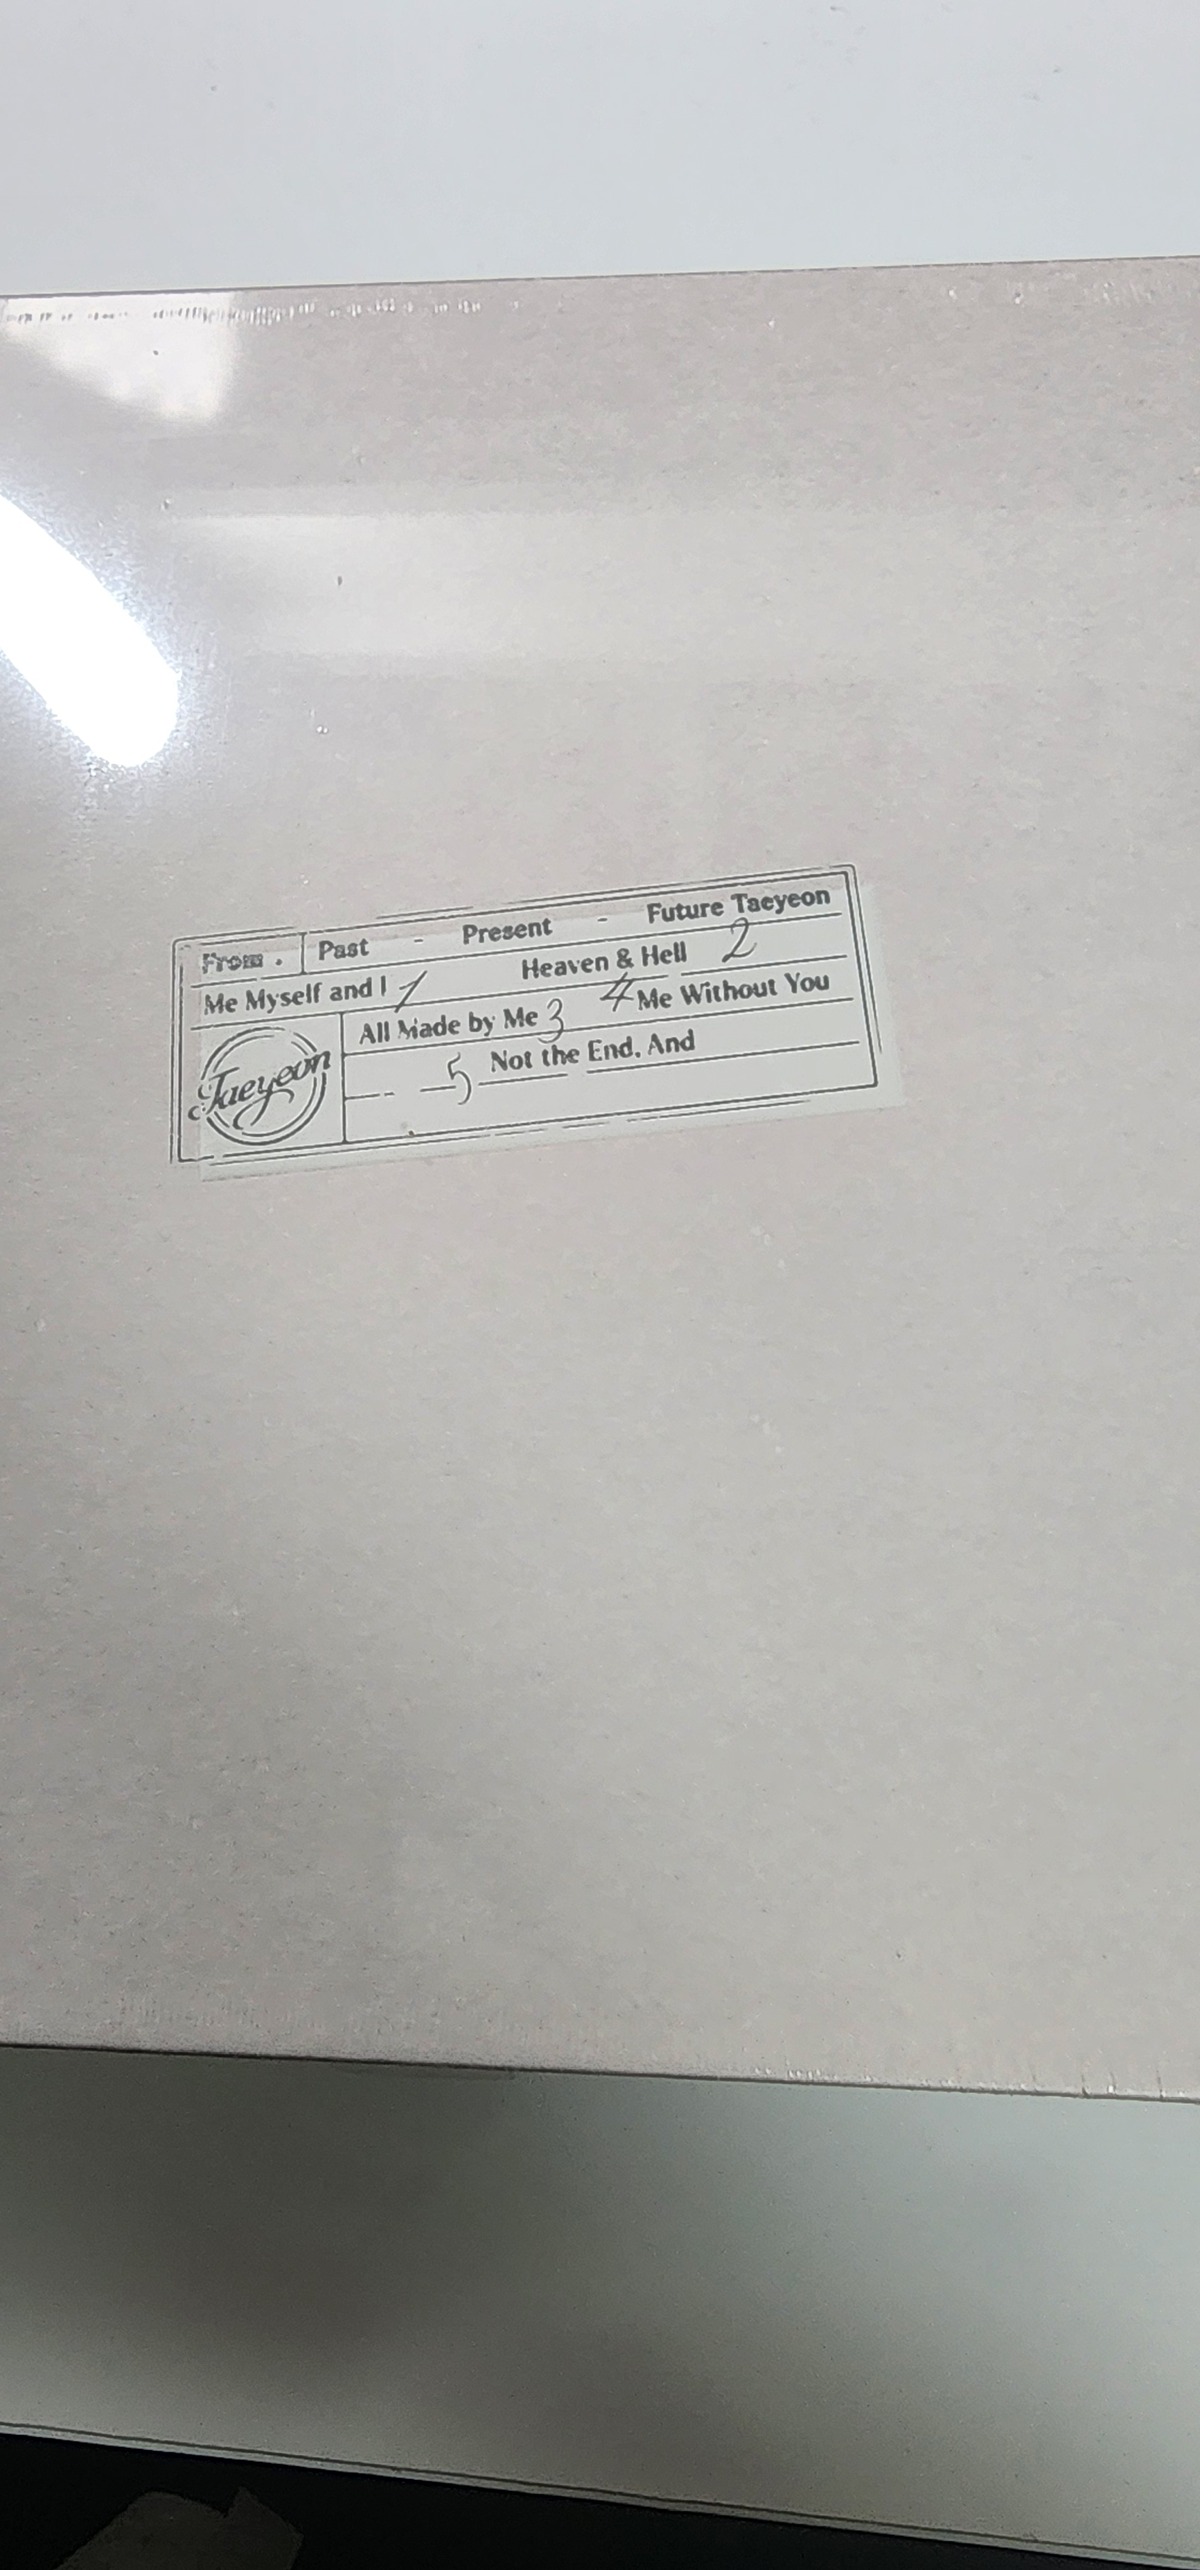 From. Past - Present - Future Taeyeon
Me Myself and I 1 Heaven & Hell 2
All Made by Me 3 4 Me Without You
5 Not the End, And
Taeyeon